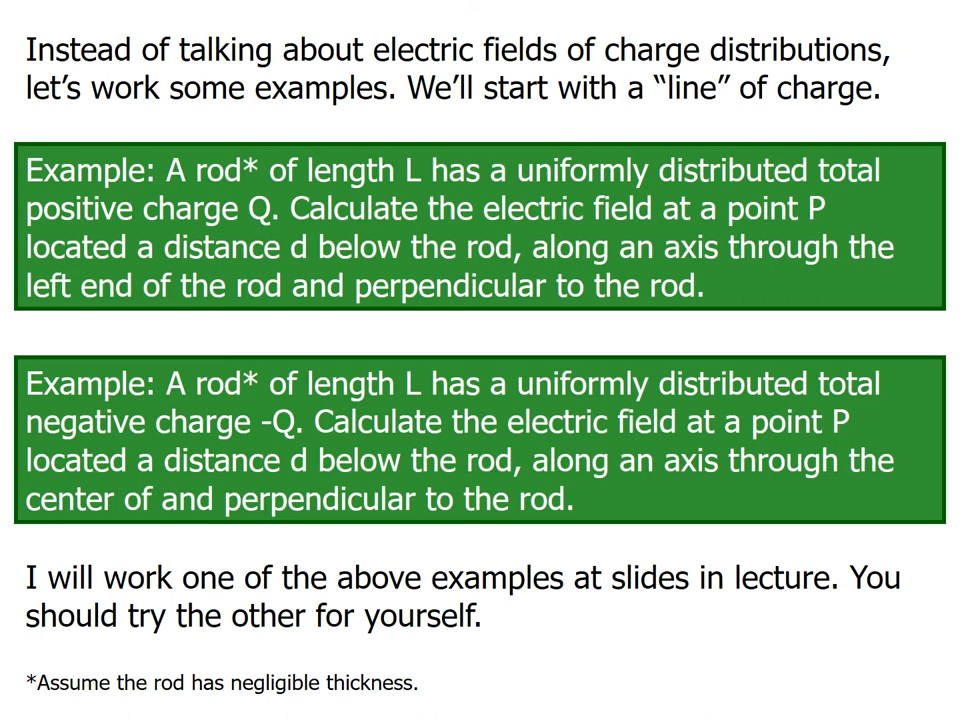 Instead of talking about electric fields of charge distributions,
let’s work some examples. We’ll start with a “line” of charge.
Example: A rod* of length L has a uniformly distributed total
positive charge Q. Calculate the electric field at a point P
located a distance d below the rod, along an axis through the
left end of the rod and perpendicular to the rod.
Example: A rod* of length L has a uniformly distributed total
negative charge -Q. Calculate the electric field at a point P
located a distance d below the rod, along an axis through the
center of and perpendicular to the rod.
I will work one of the above examples at slides in lecture. You
should try the other for yourself.
*Assume the rod has negligible thickness.